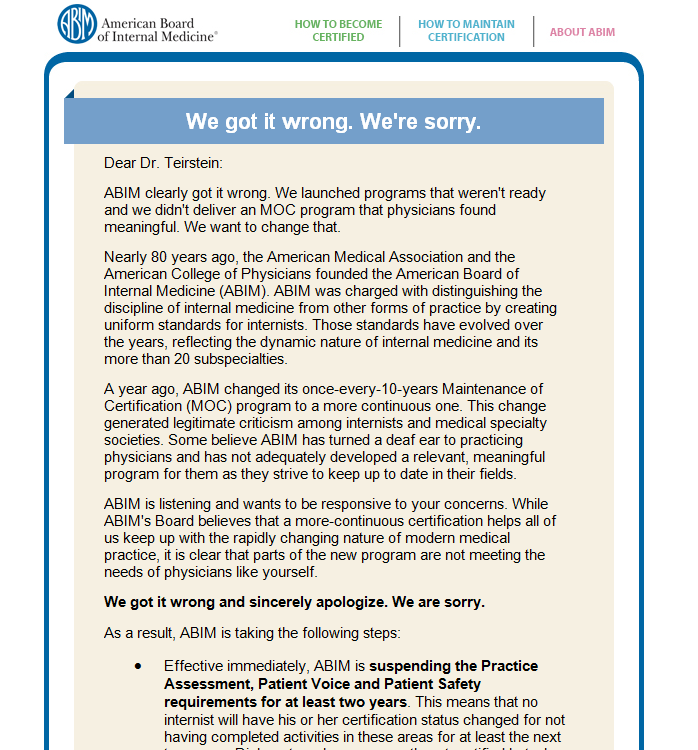 ABIM
American Board
of Internal Medicine®
HOW TO BECOME
CERTIFIED
HOW TO MAINTAIN
CERTIFICATION
ABOUT ABIM
We got it wrong. We're sorry.
Dear Dr. Teirstein:
ABIM clearly got it wrong. We launched programs that weren't ready
and we didn't deliver an MOC program that physicians found
meaningful. We want to change that.
Nearly 80 years ago, the American Medical Association and the
American College of Physicians founded the American Board of
Internal Medicine (ABIM). ABIM was charged with distinguishing the
discipline of internal medicine from other forms of practice by creating
uniform standards for internists. Those standards have evolved over
the years, reflecting the dynamic nature of internal medicine and its
more than 20 subspecialties.
A year ago, ABIM changed its once-every-10-years Maintenance of
Certification (MOC) program to a more continuous one. This change
generated legitimate criticism among internists and medical specialty
societies. Some believe ABIM has turned a deaf ear to practicing
physicians and has not adequately developed a relevant, meaningful
program for them as they strive to keep up to date in their fields.
ABIM is listening and wants to be responsive to your concerns. While
ABIM's Board believes that a more-continuous certification helps all of
us keep up with the rapidly changing nature of modern medical
practice, it is clear that parts of the new program are not meeting the
needs of physicians like yourself.
We got it wrong and sincerely apologize. We are sorry.
As a result, ABIM is taking the following steps:
• Effective immediately, ABIM is suspending the Practice
Assessment, Patient Voice and Patient Safety
requirements for at least two years. This means that no
internist will have his or her certification status changed for not
having completed activities in these areas for at least the next